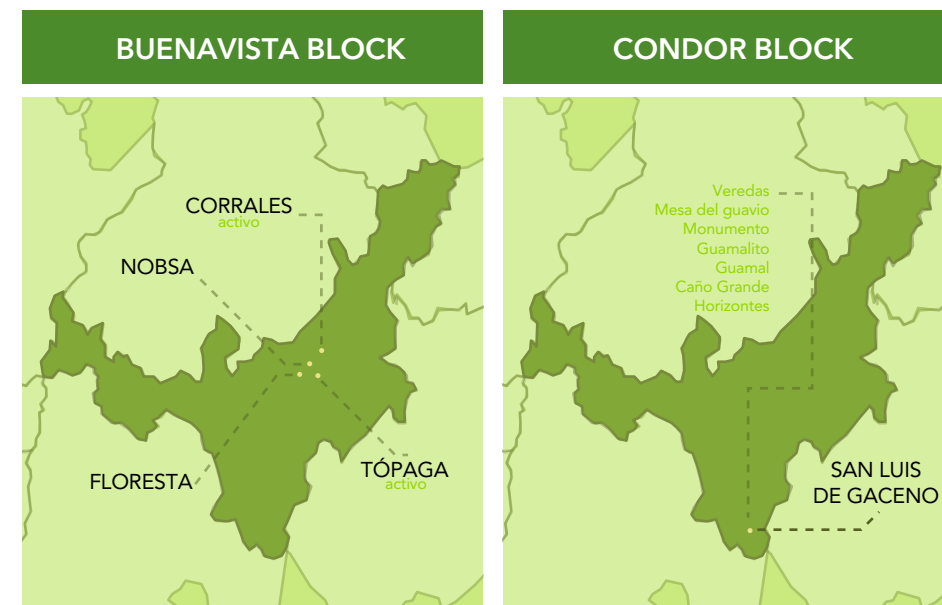 BUENAVISTA BLOCK
CORRALES
activo
NOBSA
FLORESTA
TÓPAGA
activo
CONDOR BLOCK
Veredas
Mesa del guavio
Monumento
Guamalito
Guamal
Caño Grande
Horizontes
SAN LUIS
DE GACENO